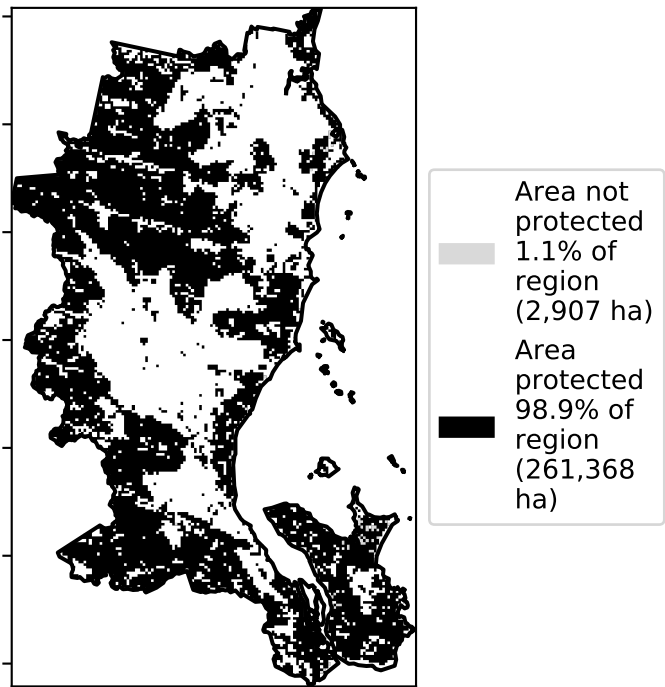 Area not
protected
1.1% of
region
(2,907 ha)
Area
protected
98.9% of
region
(261,368
ha)